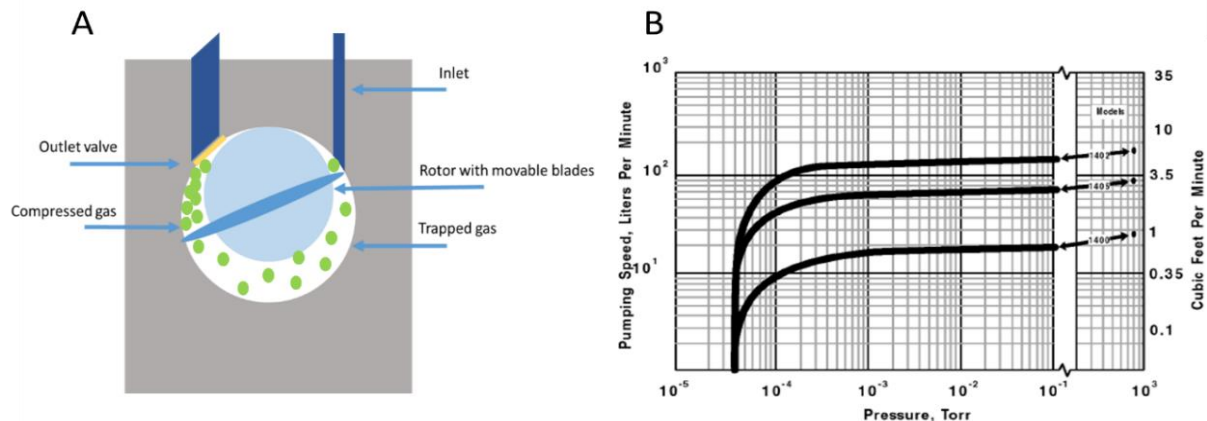 A
Inlet
Outlet valve
Rotor with movable blades
Compressed gas
Trapped gas
B
Pumping Speed, Liters Per Minute
10³
10²
10¹
Models
1402
1405
1400
35
10
3.5
1
0.35
0.1
Cubic Feet Per Minute
10⁻⁵
10⁻⁴
10⁻³
10⁻²
10⁻¹
10³
Pressure, Torr